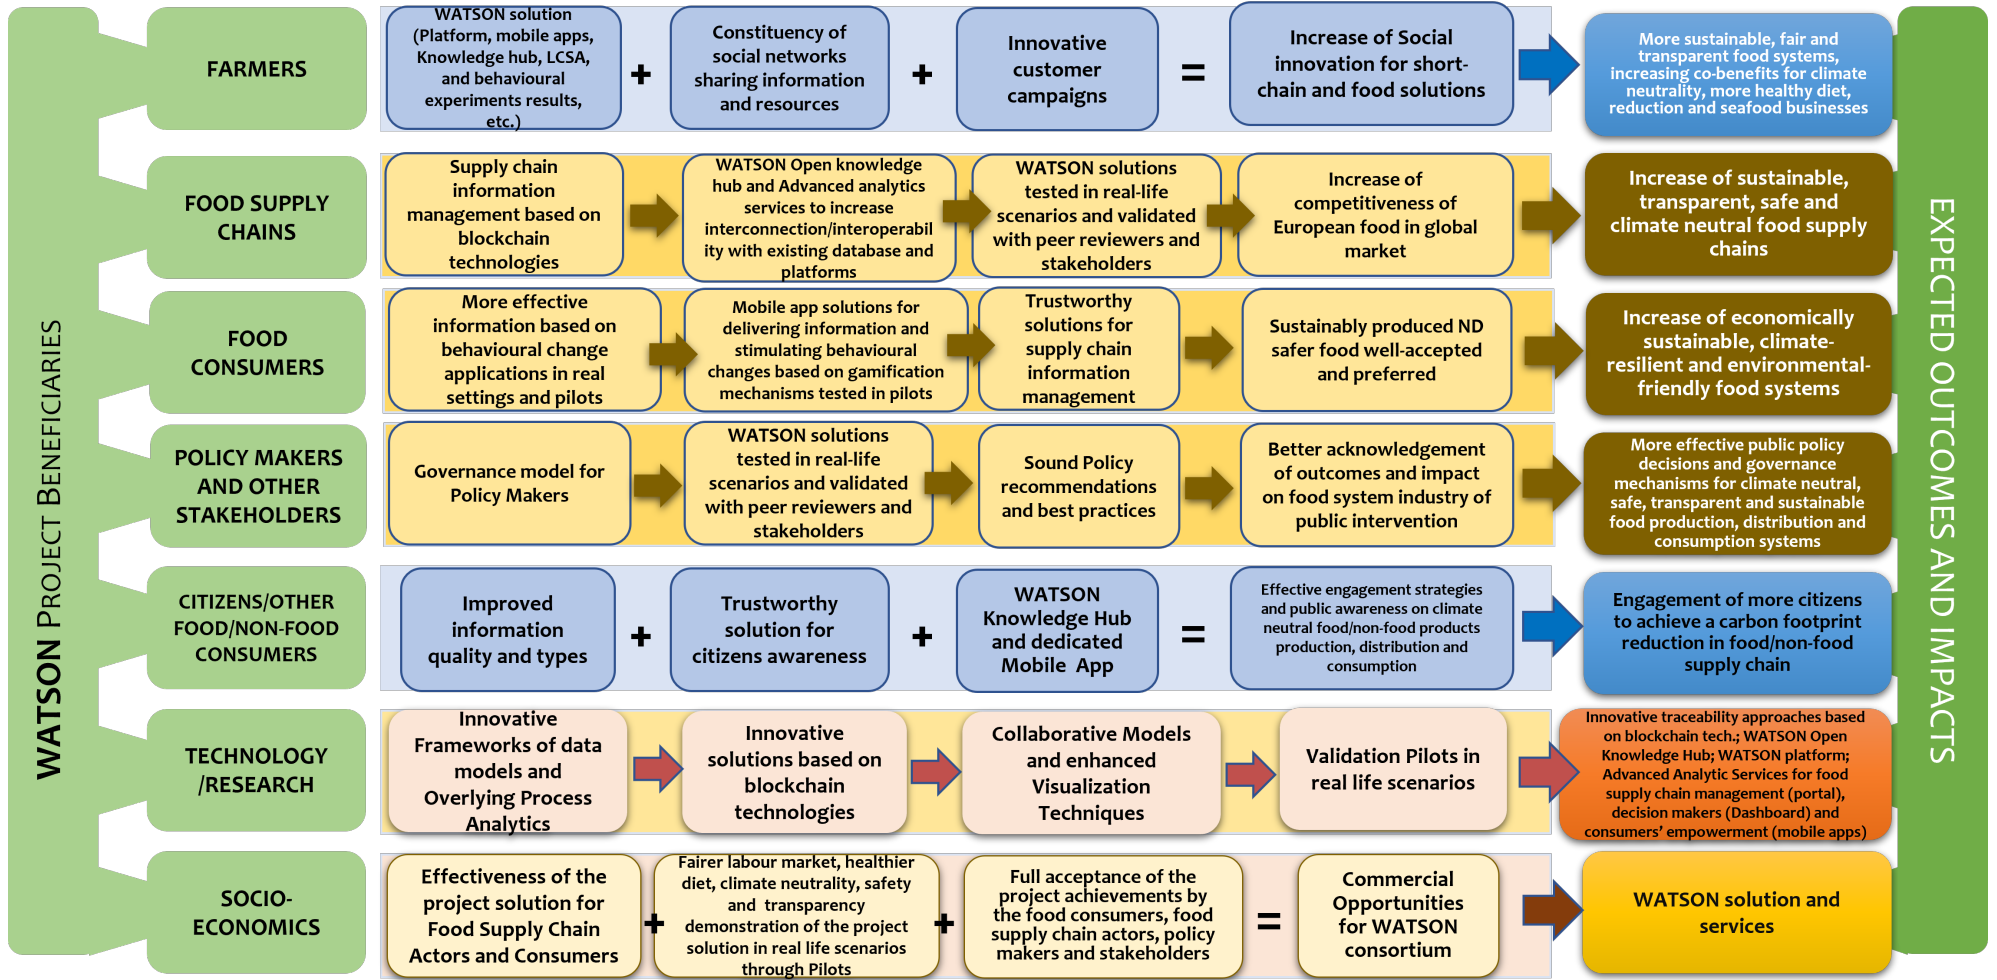 WATSON PROJECT BENEFICIARIES
FARMERS
WATSON solution
(Platform, mobile apps,
Knowledge hub, LCSA,
and behavioural
experiments results,
etc.)
+
Constituency of
social networks
sharing information
and resources
+
Innovative
customer
campaigns
=
Increase of Social
innovation for short-
chain and food solutions
More sustainable, fair and
transparent food systems,
increasing co-benefits for climate
neutrality, more healthy diet,
reduction and seafood businesses
FOOD SUPPLY
CHAINS
Supply chain
information
management based on
blockchain
technologies
WATSON Open knowledge
hub and Advanced analytics
services to increase
interconnection/interoperabil
ity with existing database and
platforms
WATSON solutions
tested in real-life
scenarios and validated
with peer reviewers and
stakeholders
Increase of
competitiveness of
European food in global
market
Increase of sustainable,
transparent, safe and
climate neutral food supply
chains
FOOD
CONSUMERS
More effective
information based on
behavioural change
applications in real
settings and pilots
Mobile app solutions for
delivering information and
stimulating behavioural
changes based on gamification
mechanisms tested in pilots
Trustworthy
solutions for
supply chain
information
management
Sustainably produced ND
safer food well-accepted
and preferred
Increase of economically
sustainable, climate-
resilient and environmental-
friendly food systems
POLICY MAKERS
AND OTHER
STAKEHOLDERS
Governance model for
Policy Makers
WATSON solutions
tested in real-life
scenarios and validated
with peer reviewers and
stakeholders
Sound Policy
recommendations
and best practices
Better acknowledgement
of outcomes and impact
on food system industry of
public intervention
More effective public policy
decisions and governance
mechanisms for climate neutral,
safe, transparent and sustainable
food production, distribution and
consumption systems
CITIZENS/OTHER
FOOD/NON-FOOD
CONSUMERS
Improved
information
quality and types
+
Trustworthy
solution for
citizens awareness
+
WATSON
Knowledge Hub
and dedicated
Mobile App
=
Effective engagement strategies
and public awareness on climate
neutral food/non-food products
production, distribution and
consumption
Engagement of more citizens
to achieve a carbon footprint
reduction in food/non-food
supply chain
TECHNOLOGY
/RESEARCH
Innovative
Frameworks of data
models and
Overlying Process
Analytics
Innovative
solutions based on
blockchain
technologies
Collaborative Models
and enhanced
Visualization
Techniques
Validation Pilots in
real life scenarios
Innovative traceability approaches based
on blockchain tech.; WATSON Open
Knowledge Hub; WATSON platform;
Advanced Analytic Services for food
supply chain management (portal),
decision makers (Dashboard) and
consumers' empowerment (mobile apps)
SOCIO-
ECONOMICS
Effectiveness of the
project solution for
Food Supply Chain
Actors and Consumers
+
Fairer labour market, healthier
diet, climate neutrality, safety
and transparency
demonstration of the project
solution in real life scenarios
through Pilots
+
Full acceptance of the
project achievements by
the food consumers, food
supply chain actors, policy
makers and stakeholders
=
Commercial
Opportunities
for WATSON
consortium
WATSON solution and
services
EXPECTED OUTCOMES AND IMPACTS